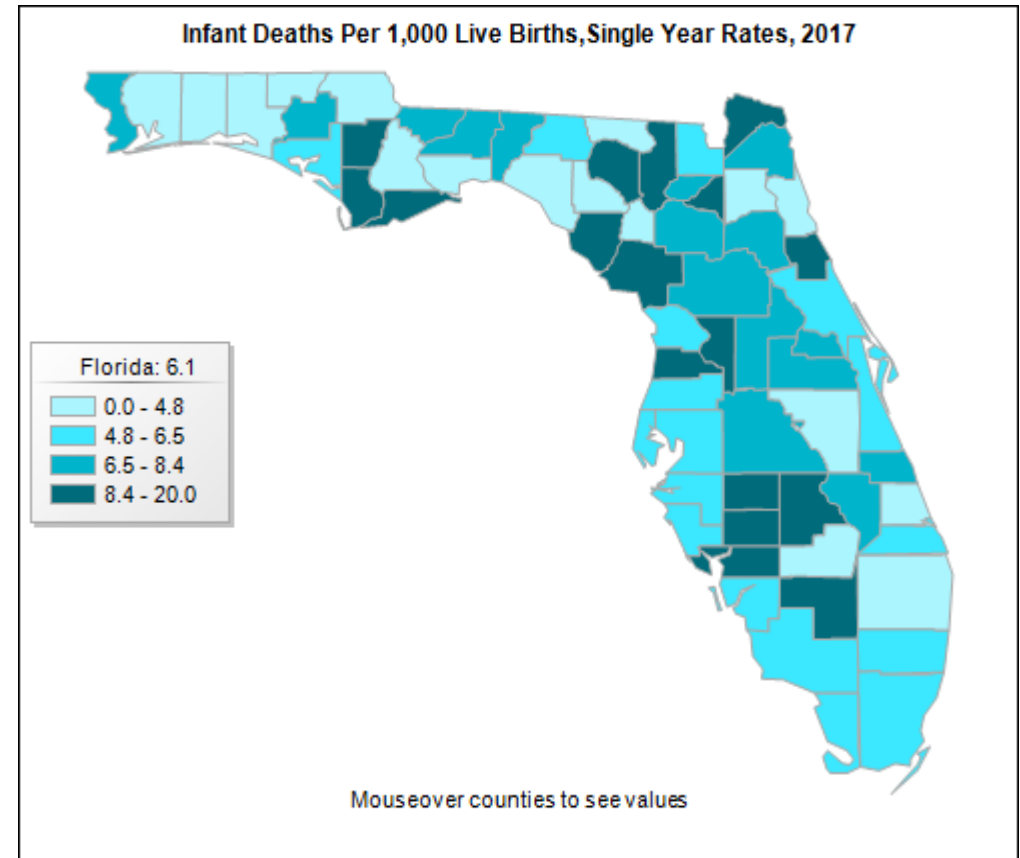 Infant Deaths Per 1,000 Live Births,Single Year Rates, 2017
Florida: 6.1
0.0 - 4.8
4.8 - 6.5
6.5 - 8.4
8.4 - 20.0
Mouseover counties to see values